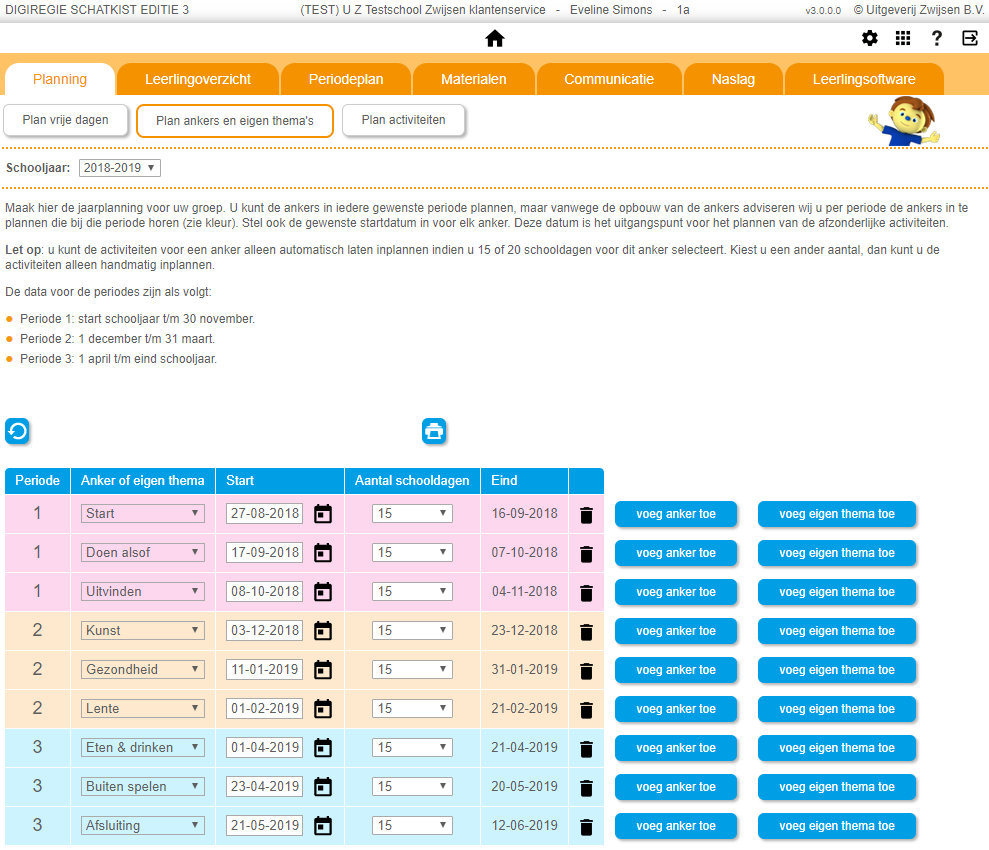 DIGIREGIE SCHATKIST EDITIE 3 (TEST) U Z Testschool Zwijsen klantenservice - Eveline Simons - 1a v3.0.0.0 © Uitgeverij Zwijsen B.V.
?
Planning Leerlingoverzicht Periodeplan Materialen Communicatie Naslag Leerlingsoftware
Plan vrije dagen Plan ankers en eigen thema's Plan activiteiten
Schooljaar: 2018-2019
Maak hier de jaarplanning voor uw groep. U kunt de ankers in iedere gewenste periode plannen, maar vanwege de opbouw van de ankers adviseren wij u per periode de ankers in te
plannen die bij die periode horen (zie kleur). Stel ook de gewenste startdatum in voor elk anker. Deze datum is het uitgangspunt voor het plannen van de afzonderlijke activiteiten.
Let op: u kunt de activiteiten voor een anker alleen automatisch laten inplannen indien u 15 of 20 schooldagen voor dit anker selecteert. Kiest u een ander aantal, dan kunt u de
activiteiten alleen handmatig inplannen.
De data voor de periodes zijn als volgt:
Periode 1: start schooljaar t/m 30 november.
Periode 2: 1 december t/m 31 maart.
Periode 3: 1 april t/m eind schooljaar.
Periode Anker of eigen thema Start Aantal schooldagen Eind
1 Start 27-08-2018 15 16-09-2018 voeg anker toe voeg eigen thema toe
1 Doen alsof 17-09-2018 15 07-10-2018 voeg anker toe voeg eigen thema toe
1 Uitvinden 08-10-2018 15 04-11-2018 voeg anker toe voeg eigen thema toe
2 Kunst 03-12-2018 15 23-12-2018 voeg anker toe voeg eigen thema toe
2 Gezondheid 11-01-2019 15 31-01-2019 voeg anker toe voeg eigen thema toe
2 Lente 01-02-2019 15 21-02-2019 voeg anker toe voeg eigen thema toe
3 Eten & drinken 01-04-2019 15 21-04-2019 voeg anker toe voeg eigen thema toe
3 Buiten spelen 23-04-2019 15 20-05-2019 voeg anker toe voeg eigen thema toe
3 Afsluiting 21-05-2019 15 12-06-2019 voeg anker toe voeg eigen thema toe